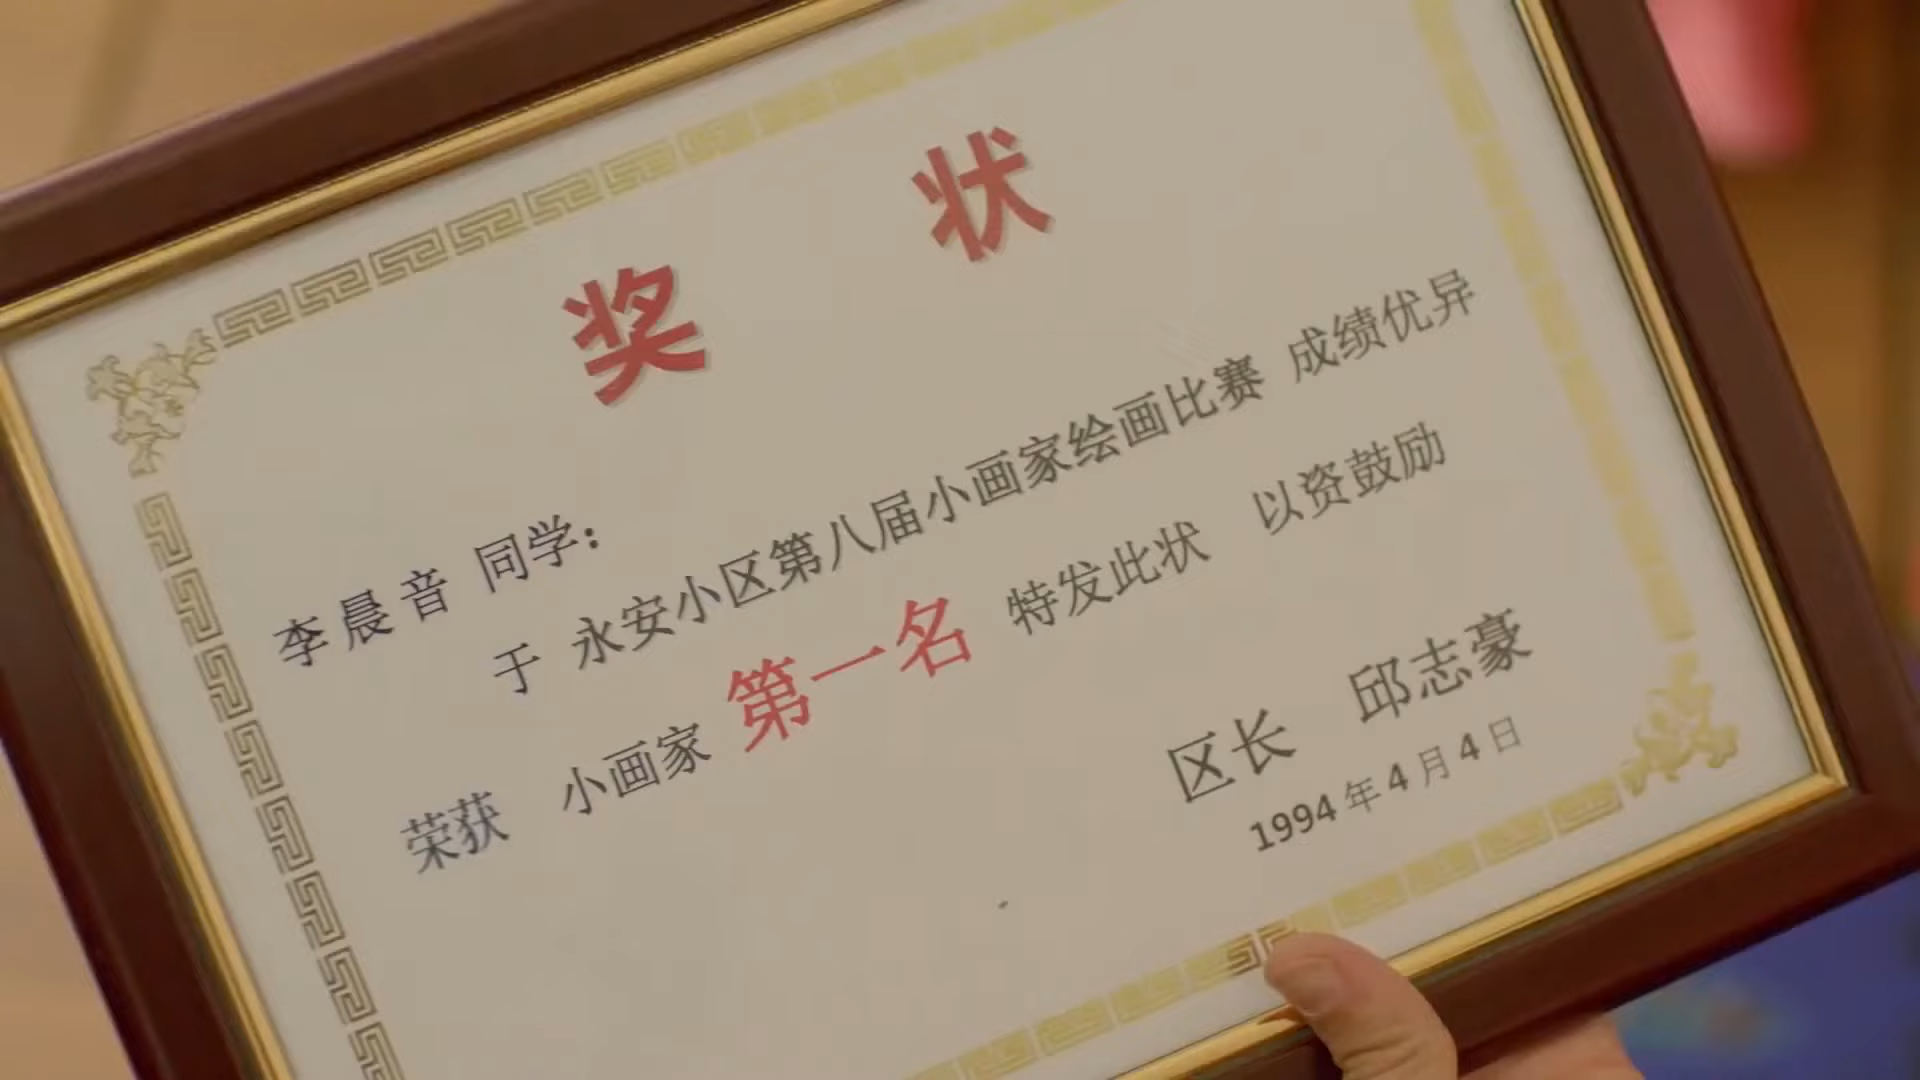 奖 状
李晨音 同学：
于 永安小区第八届小画家绘画比赛 成绩优异
荣获 小画家 第一名 特发此状 以资鼓励
区长 邱志豪
1994年4月4日